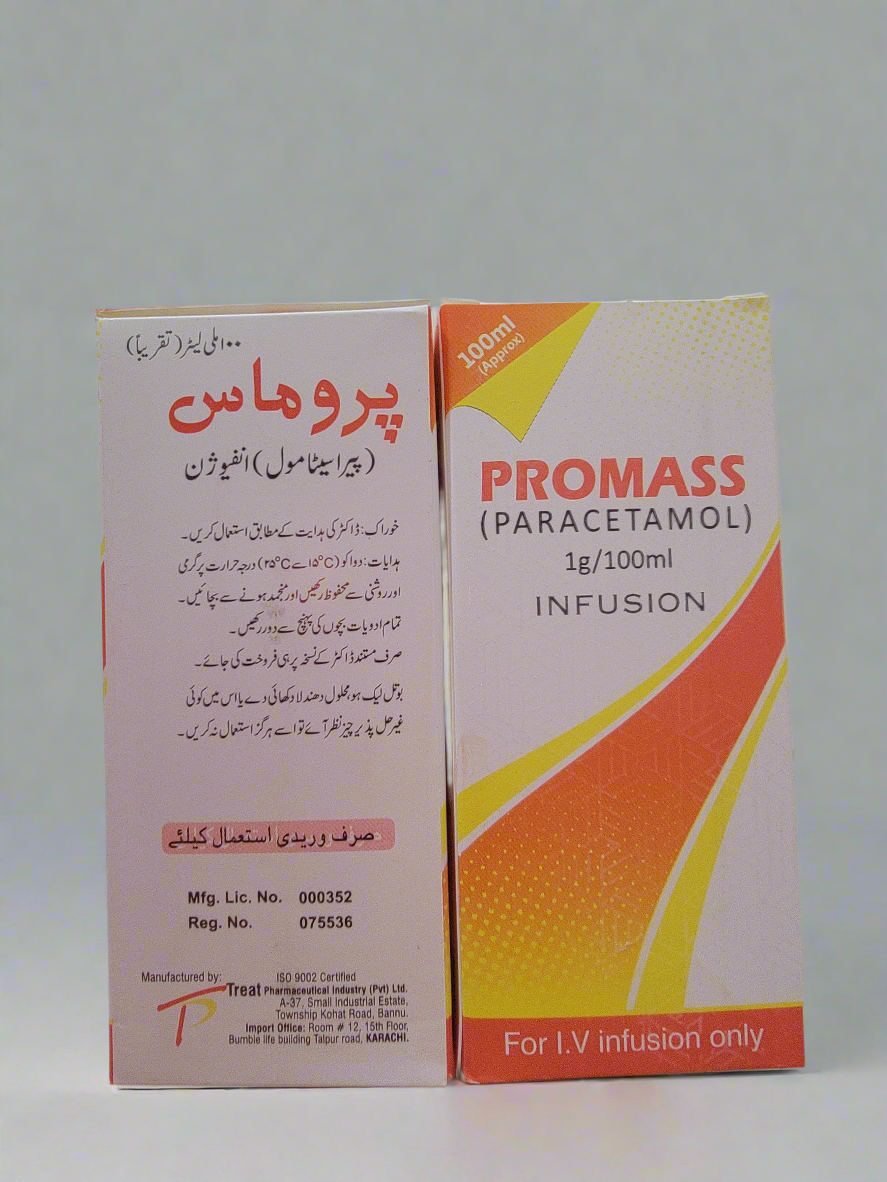 ۱۰۰ملی لیٹر(تقریباً)
پروماس
(پیراسیٹامول) انفیوژن
خوراک: ڈاکٹر کی ہدایت کے مطابق استعمال کریں۔
ہدایات: دوا کو (۱۵°C سے ۲۵°C) درجہ حرارت پر گرمی
اور روشنی سے محفوظ رکھیں اور منجمد ہونے سے بچائیں۔
تمام ادویات بچوں کی پہنچ سے دور رکھیں۔
صرف مستند ڈاکٹر کے نسخہ پر ہی فروخت کی جائے۔
بوتل لیک ہو، محلول دھندلا دکھائی دے یا اس میں کوئی
غیر حل پذیر چیز نظر آئے تو اسے ہرگز استعمال نہ کریں۔
صرف وریدی استعمال کیلئے
Mfg. Lic. No. 000352
Reg. No. 075536
Manufactured by:
ISO 9002 Certified
Treat Pharmaceutical Industry (Pvt) Ltd.
A-37, Small Industrial Estate,
Township Kohat Road, Bannu.
Import Office: Room # 12, 15th Floor,
Bumbie life building Talpur road, KARACHI.
100ml
(Approx)
PROMASS
(PARACETAMOL)
1g/100ml
INFUSION
For I.V infusion only